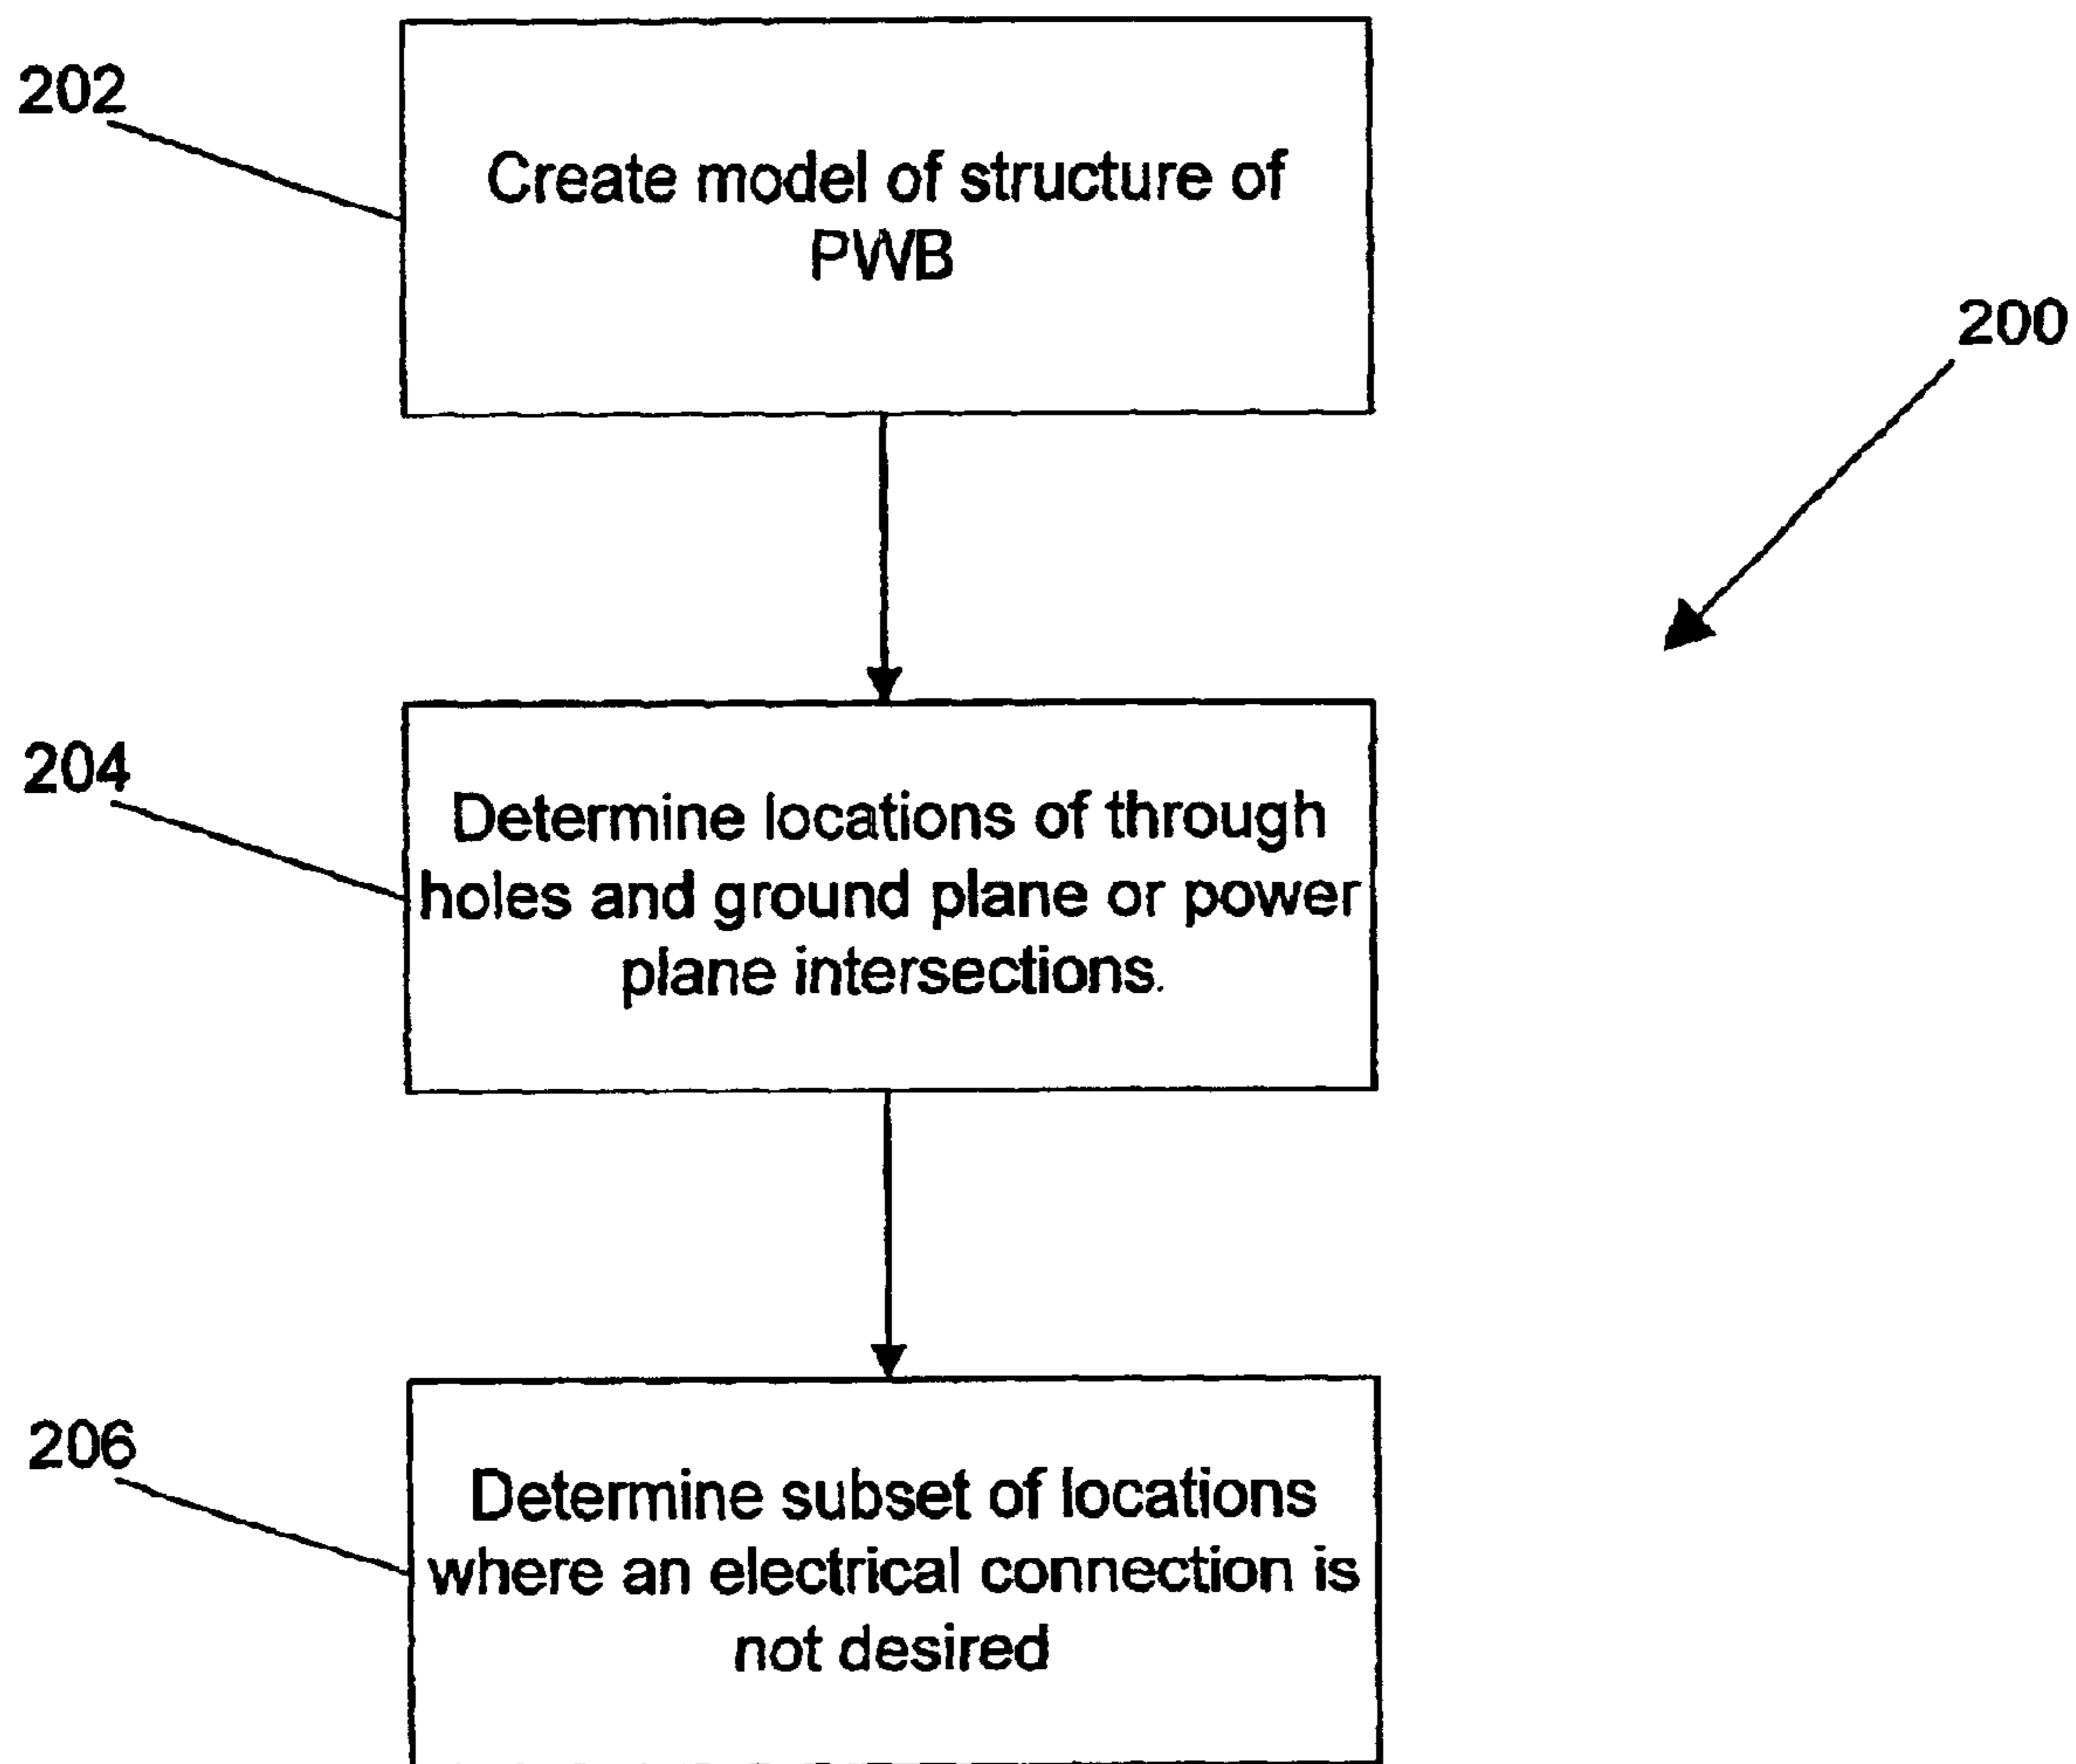 202
Create model of structure of
PWB
200
204
Determine locations of through
holes and ground plane or power
plane intersections.
206
Determine subset of locations
where an electrical connection is
not desired